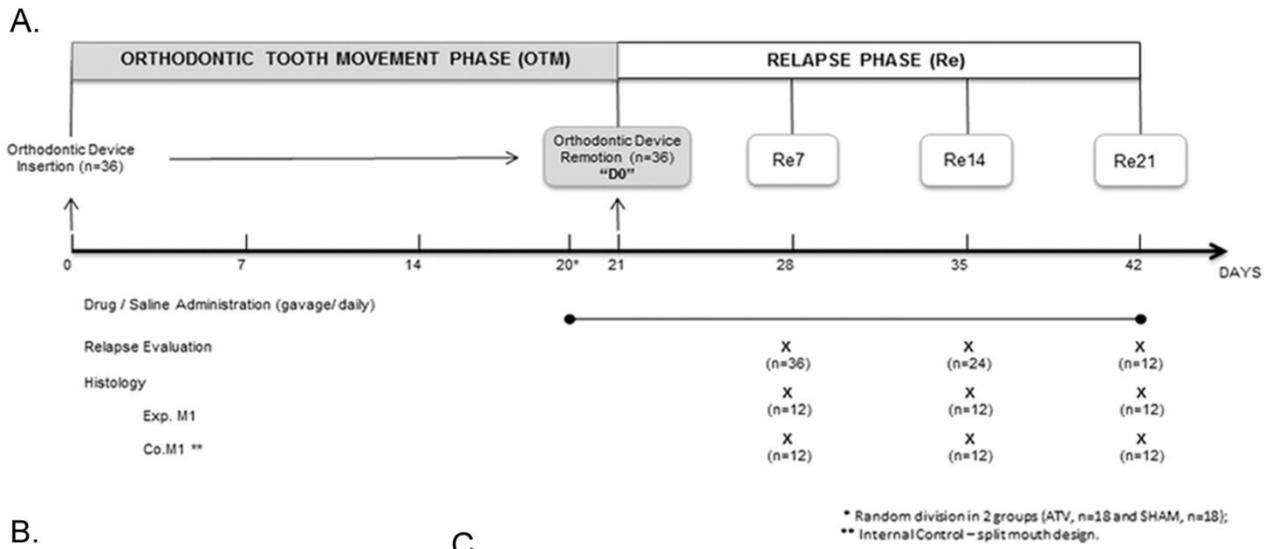 A.
ORTHODONTIC TOOTH MOVEMENT PHASE (OTM)
RELAPSE PHASE (Re)
Orthodontic Device
Insertion (n=36)
Orthodontic Device
Remotion (n=36)
“D0”
Re7
Re14
Re21
0
7
14
20*
21
28
35
42
DAYS
Drug / Saline Administration (gavage/ daily)
Relapse Evaluation
X
X
X
(n=36)
(n=24)
(n=12)
Histology
Exp. M1
X
X
X
(n=12)
(n=12)
(n=12)
Co.M1 **
X
X
X
(n=12)
(n=12)
(n=12)
* Random division in 2 groups (ATV, n=18 and SHAM, n=18);
** Internal Control – split mouth design.
B.
C.